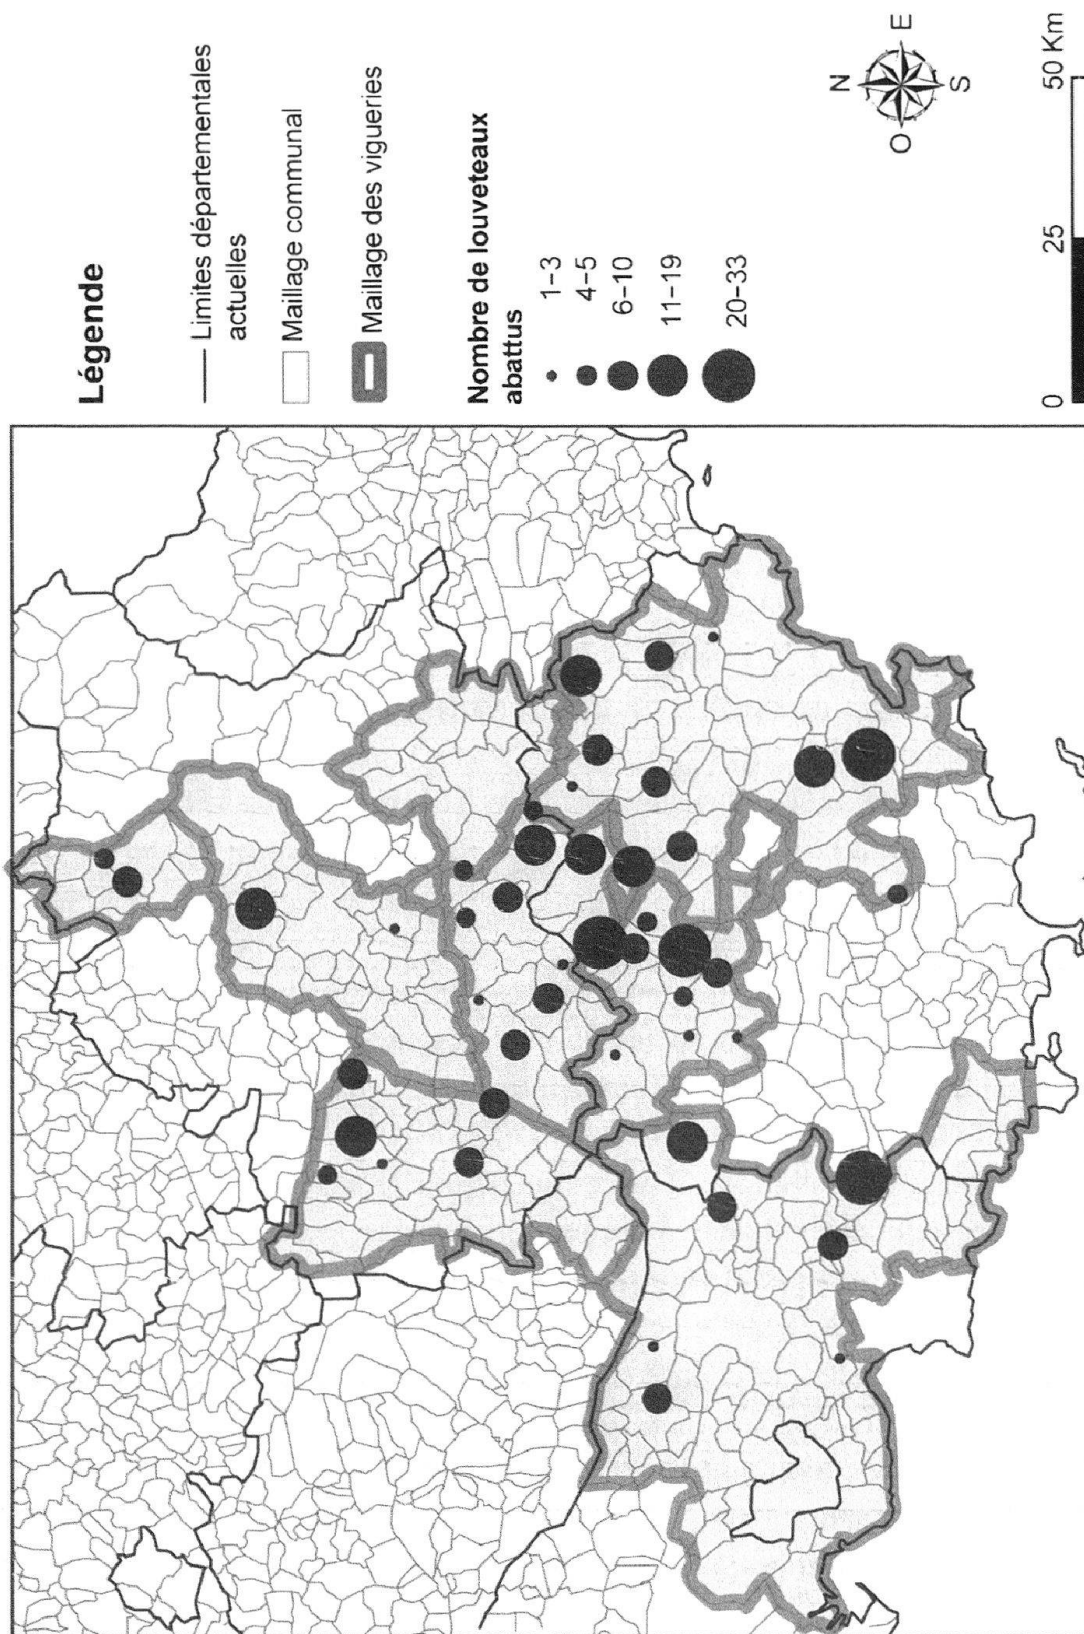 Légende
Limites départementales
actuelles
Maillage communal
Maillage des vigueries
Nombre de louveteaux
abattus
1–3
4–5
6–10
11–19
20–33
N
O
E
S
0
25
50 Km